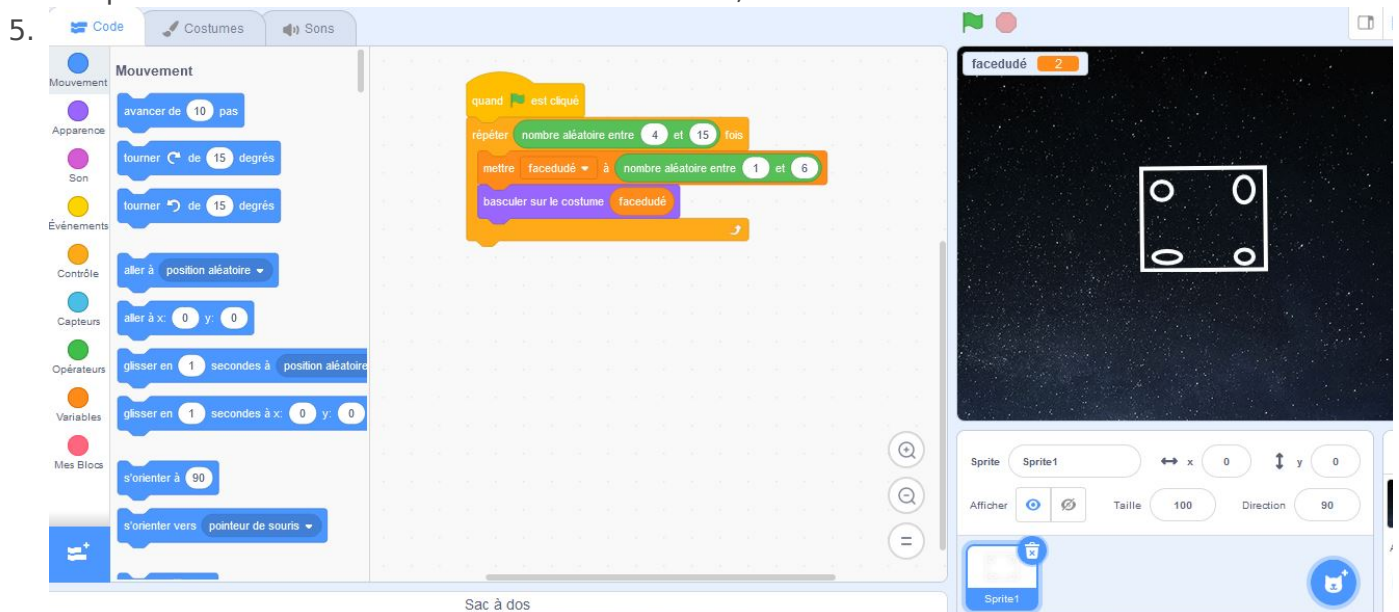 5.
Code
Costumes
Sons
Mouvement
Apparence
Son
Événements
Contrôle
Capteurs
Opérateurs
Variables
Mes Blocs
Mouvement
avancer de 10 pas
tourner de 15 degrés
tourner de 15 degrés
aller à position aléatoire
aller à x: 0 y: 0
glisser en 1 secondes à position aléatoire
glisser en 1 secondes à x: 0 y: 0
s'orienter à 90
s'orienter vers pointeur de souris
quand est cliqué
répéter nombre aléatoire entre 4 et 15 fois
mettre facedudé à nombre aléatoire entre 1 et 6
basculer sur le costume facedudé
Sac à dos
facedudé 2
Sprite Sprite1 x 0 y 0
Afficher Taille 100 Direction 90
Sprite1